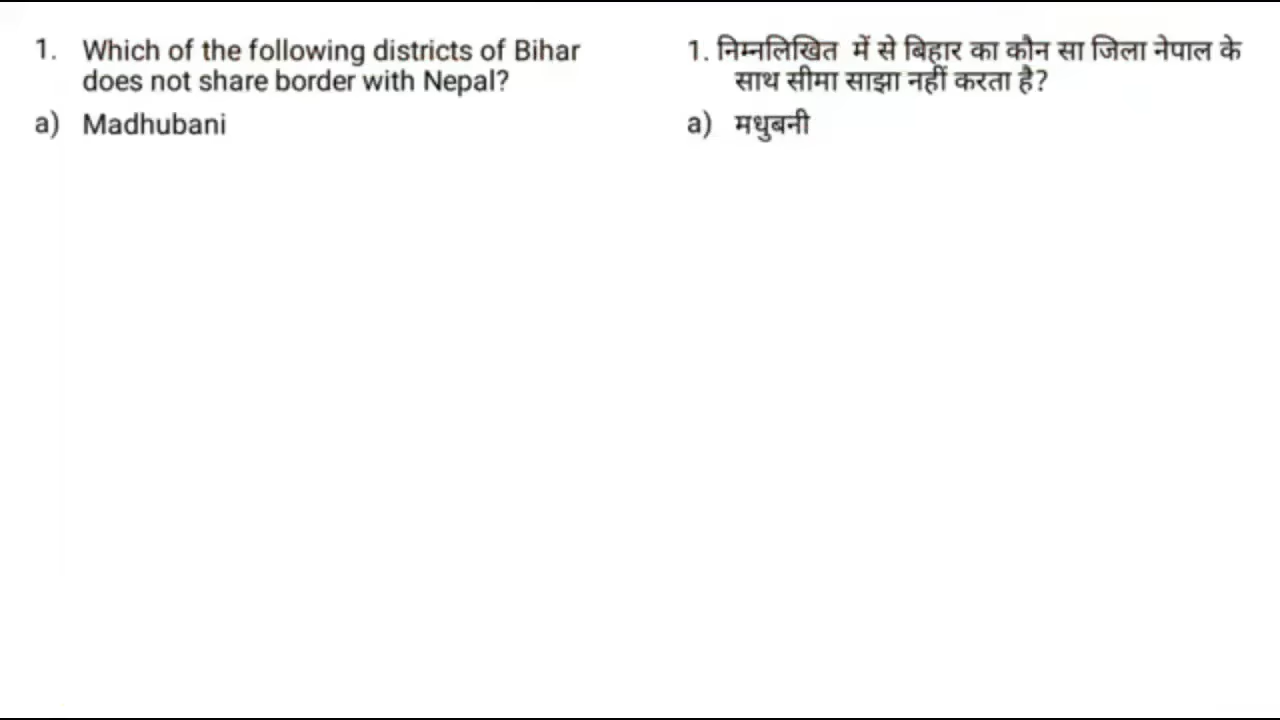 1. Which of the following districts of Bihar
does not share border with Nepal?
a) Madhubani
1. निम्नलिखित में से बिहार का कौन सा जिला नेपाल के
साथ सीमा साझा नहीं करता है?
a) मधुबनी